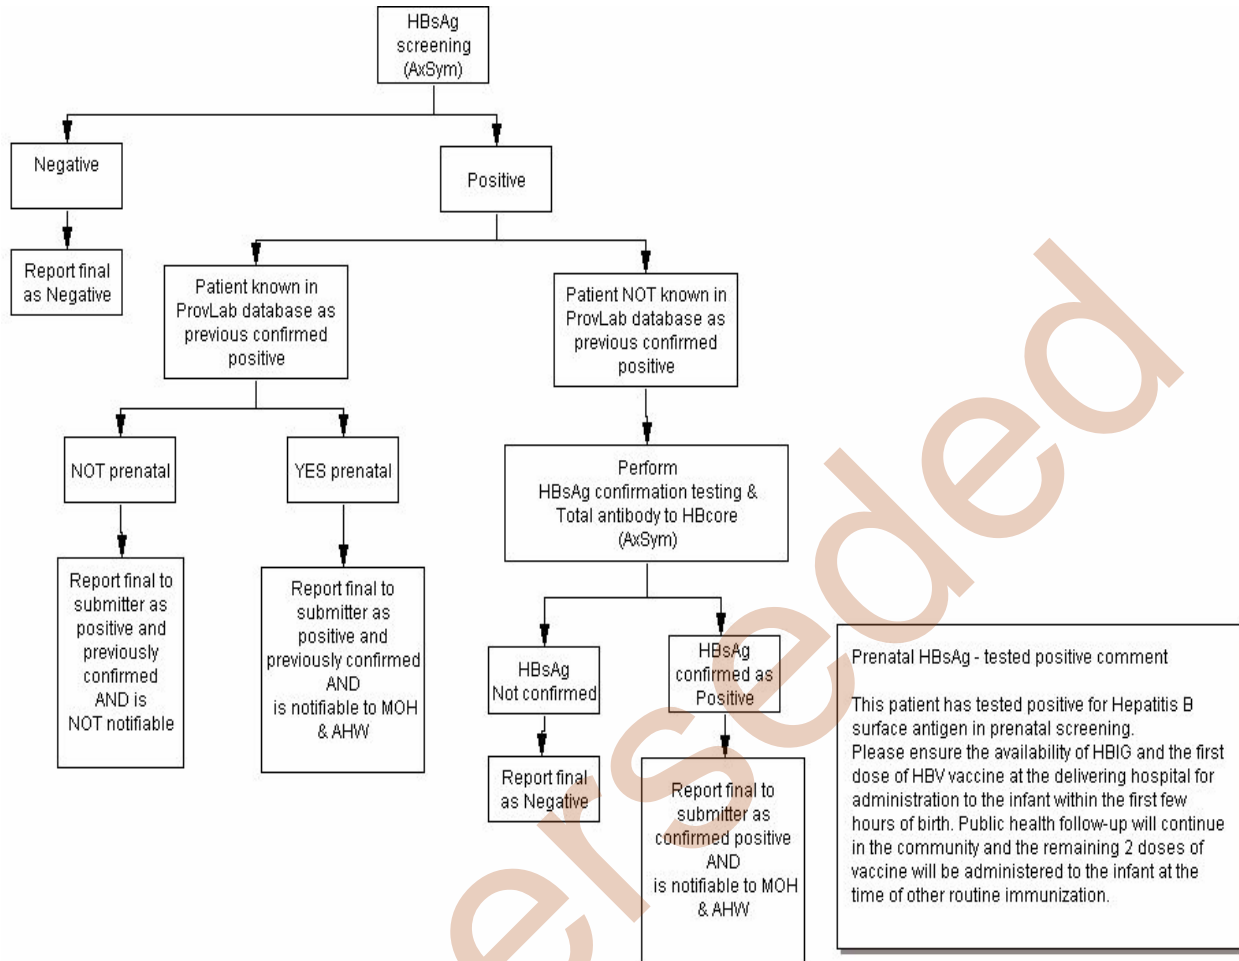 HBsAg
screening
(AxSym)
Negative
Positive
Report final
as Negative
Patient known in
ProvLab database as
previous confirmed
positive
Patient NOT known in
ProvLab database as
previous confirmed
positive
NOT prenatal
YES prenatal
Perform
HBsAg confirmation testing &
Total antibody to HBcore
(AxSym)
Report final to
submitter as
positive and
previously
confirmed
AND is
NOT notifiable
Report final to
submitter as
positive and
previously confirmed
AND
is notifiable to MOH
& AHW
HBsAg
Not confirmed
HBsAg
confirmed as
Positive
Report final
as Negative
Report final to
submitter as
confirmed positive
AND
is notifiable to MOH
& AHW
Prenatal HBsAg - tested positive comment
This patient has tested positive for Hepatitis B
surface antigen in prenatal screening.
Please ensure the availability of HBIG and the first
dose of HBV vaccine at the delivering hospital for
administration to the infant within the first few
hours of birth. Public health follow-up will continue
in the community and the remaining 2 doses of
vaccine will be administered to the infant at the
time of other routine immunization.
erseded